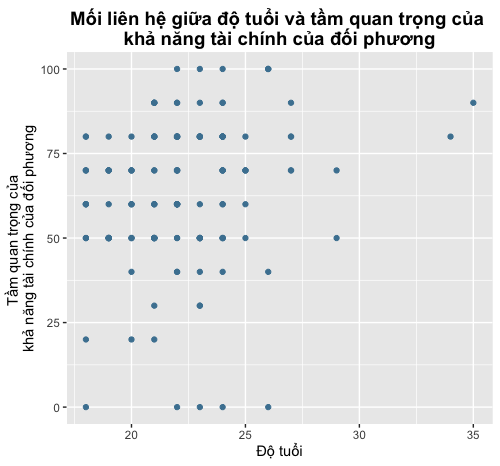 Mối liên hệ giữa độ tuổi và tầm quan trọng của
khả năng tài chính của đối phương
Tầm quan trọng của
khả năng tài chính của đối phương
100
75
50
25
0
20
25
30
35
Độ tuổi